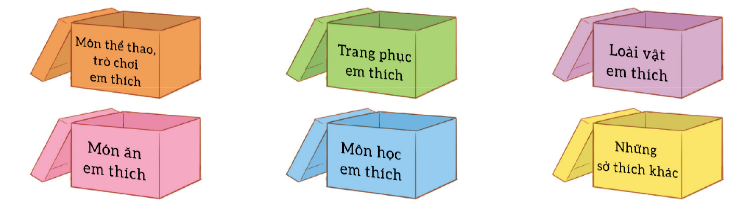 Môn thể thao,
trò chơi
em thích
Trang phục
em thích
Loài vật
em thích
Món ăn
em thích
Môn học
em thích
Những
sở thích khác